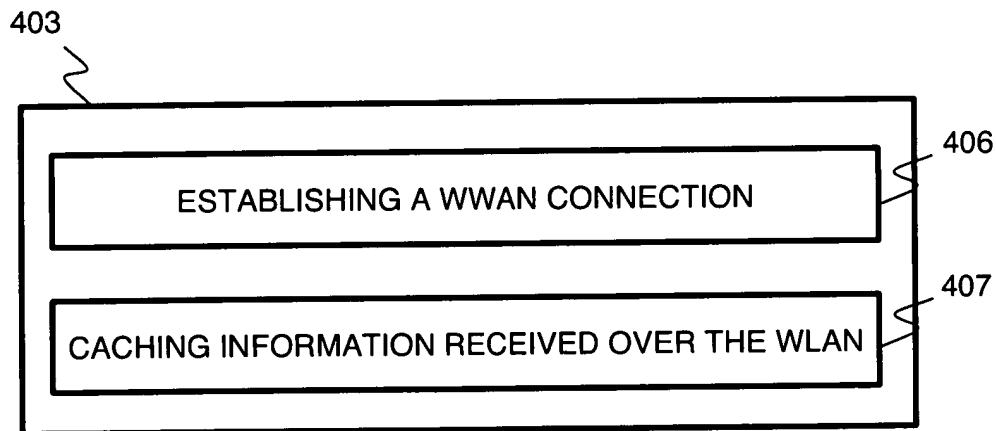 403
406
ESTABLISHING A WWAN CONNECTION
407
CACHING INFORMATION RECEIVED OVER THE WLAN